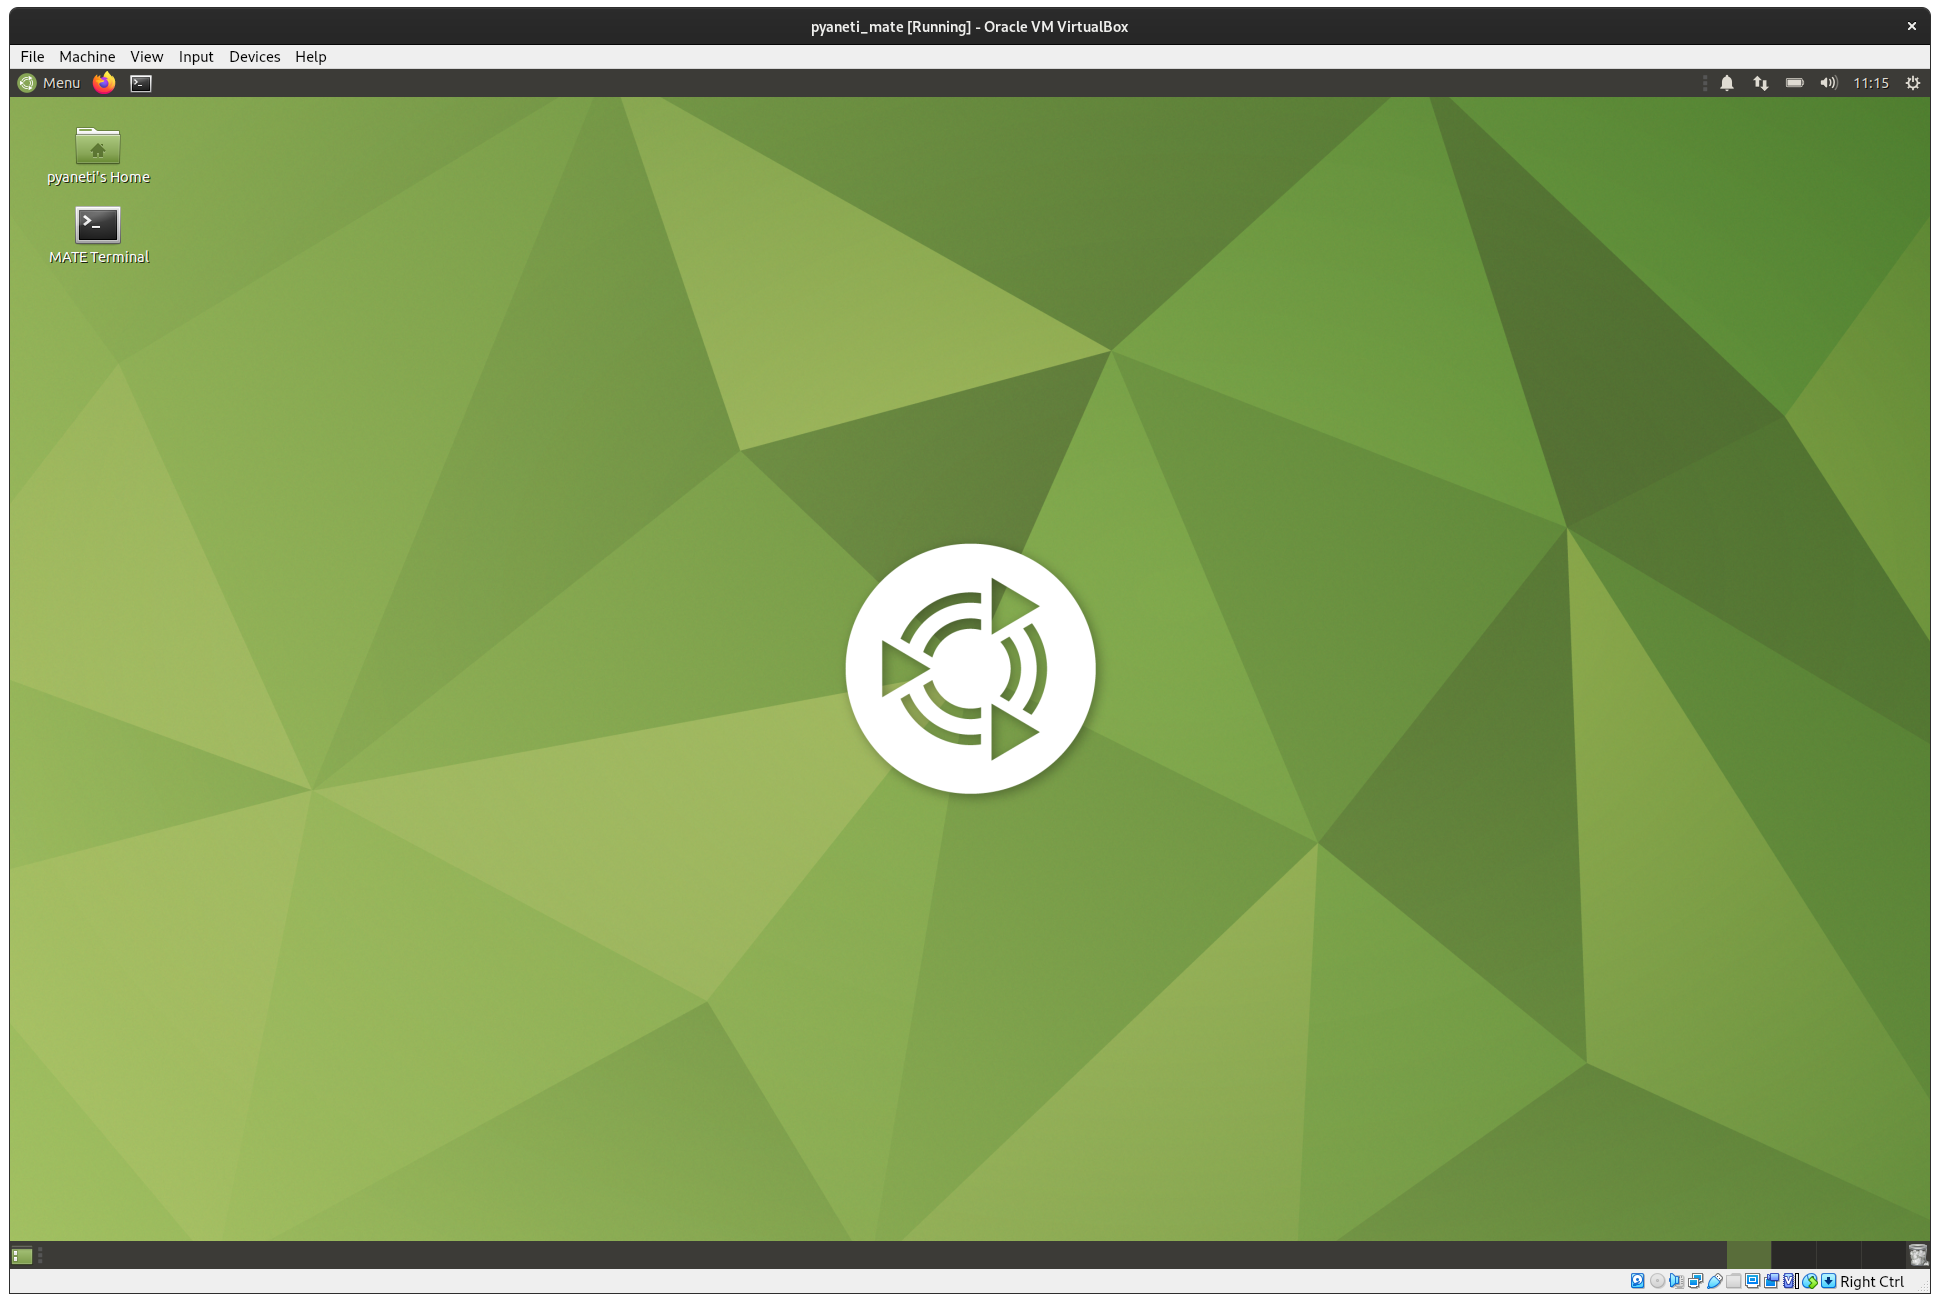 pyaneti_mate [Running] - Oracle VM VirtualBox
File Machine View Input Devices Help
Menu 11:15
pyaneti's Home
MATE Terminal
Right Ctrl